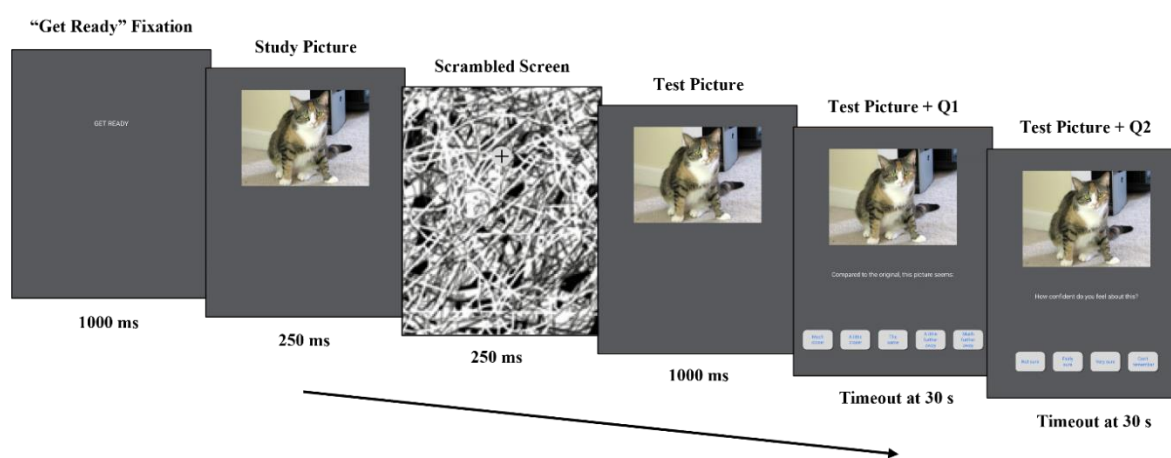 “Get Ready” Fixation
GET READY
1000 ms
Study Picture
250 ms
Scrambled Screen
250 ms
Test Picture
1000 ms
Test Picture + Q1
Compared to the original, this picture seems:
Much closer
A little closer
The same
A little farther away
Much farther away
Timeout at 30 s
Test Picture + Q2
How confident do you feel about this?
Not sure
Fairly sure
Very sure
Can't remember
Timeout at 30 s